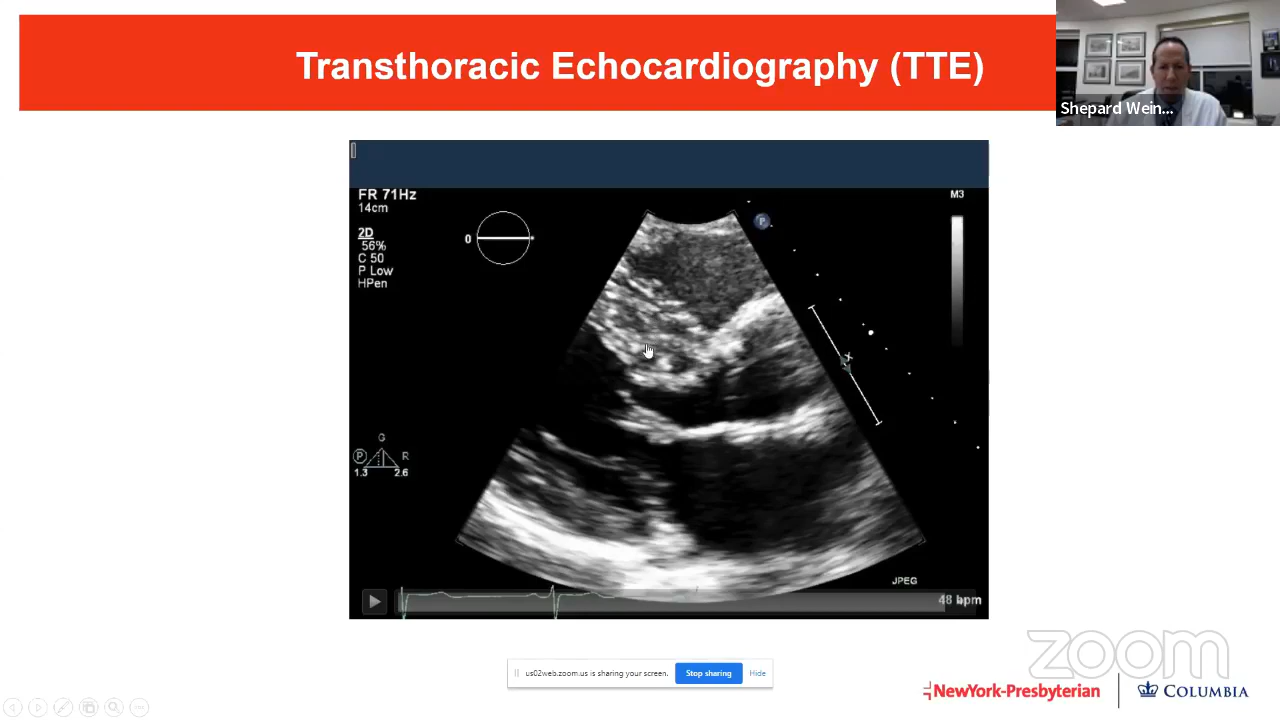 Transthoracic Echocardiography (TTE)
Shepard Wein...
FR 71Hz
14cm
2D
56%
C 50
P Low
HPen
0
P
M3
G
P R
1.3 2.6
JPEG
48 bpm
zoom
us02web.zoom.us is sharing your screen.
Stop sharing
Hide
NewYork-Presbyterian
COLUMBIA